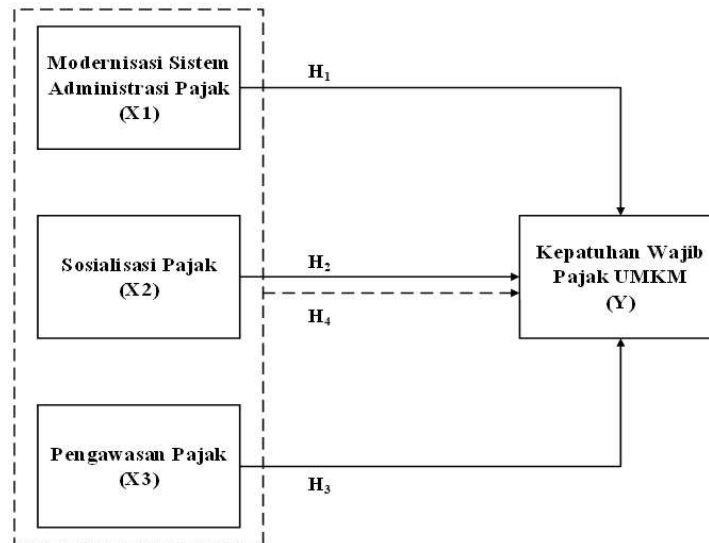 Modernisasi Sistem
Administrasi Pajak
(X1)
H₁
Sosialisasi Pajak
(X2)
H₂
H₄
Kepatuhan Wajib
Pajak UMKM
(Y)
Pengawasan Pajak
(X3)
H₃